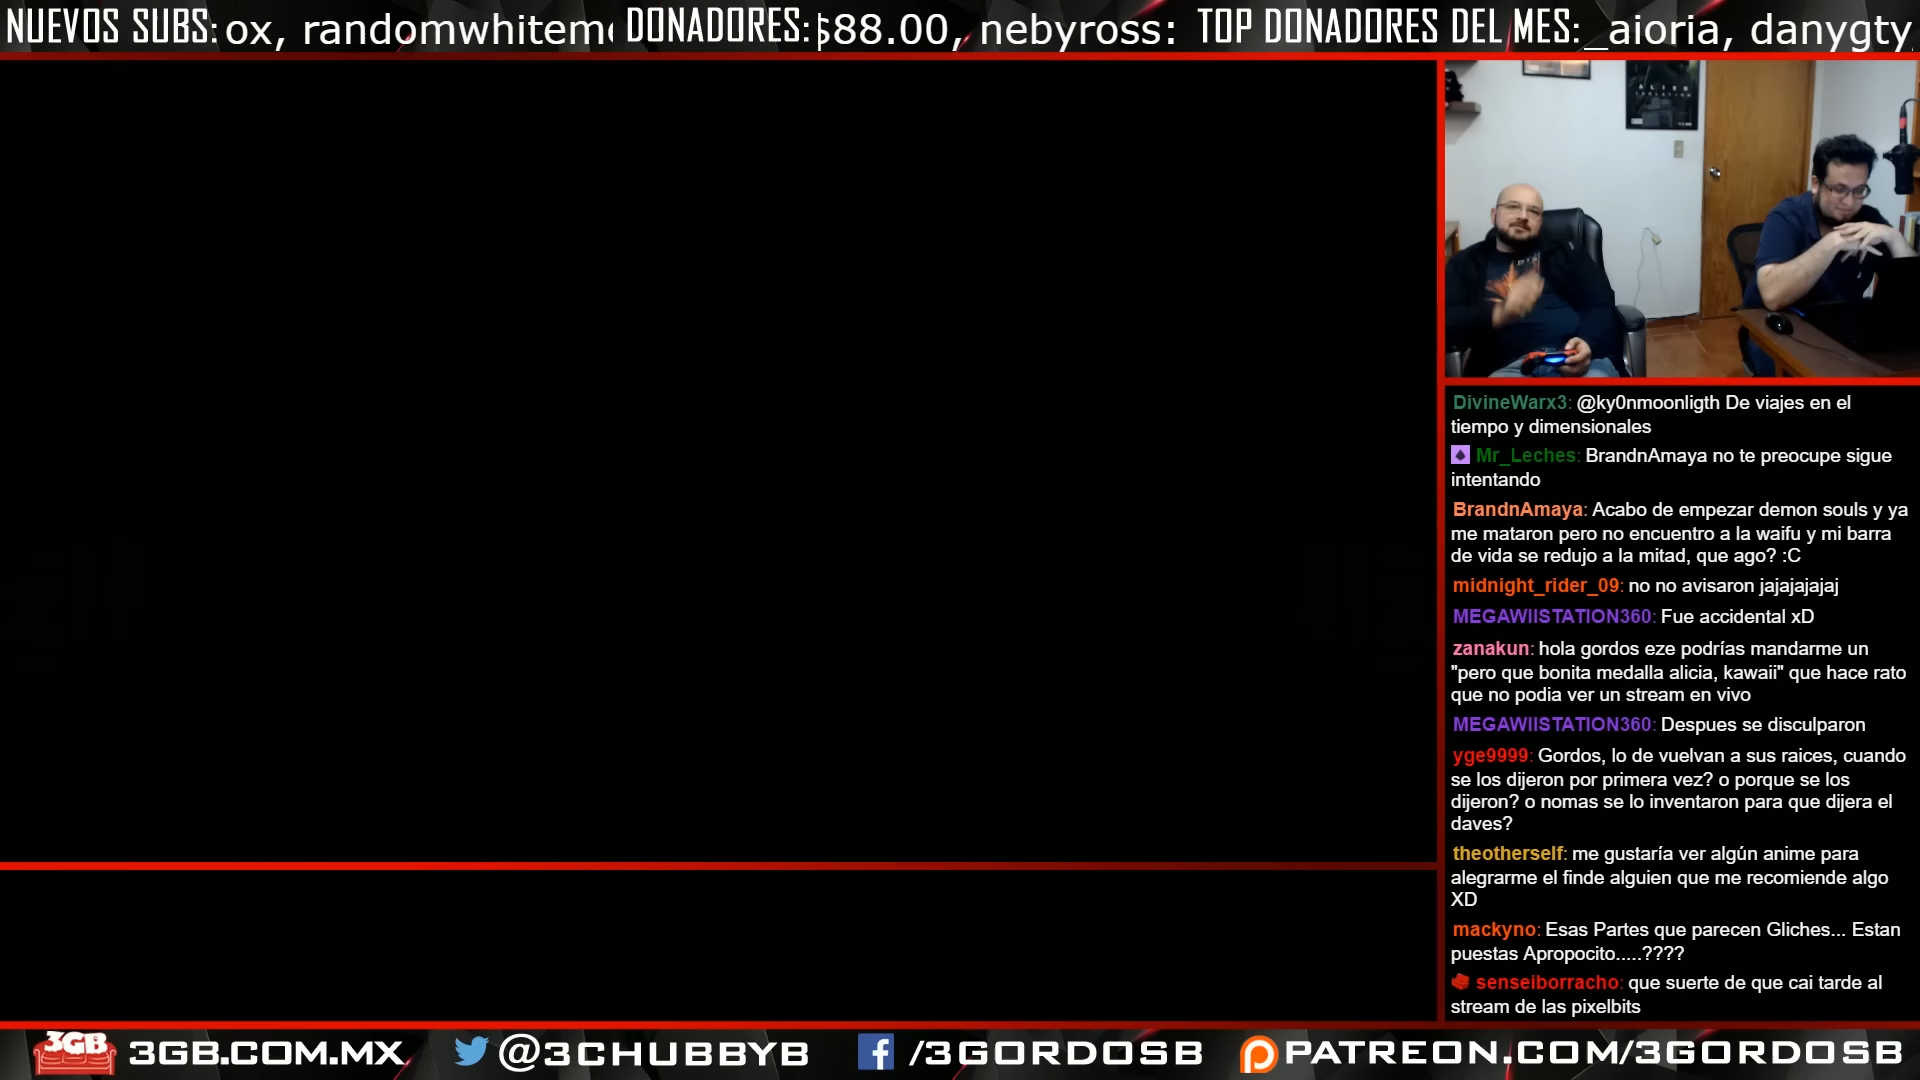 NUEVOS SUBS: ox, randomwhiteme DONADORES: $88.00, nebyross: TOP DONADORES DEL MES: _aioria, danygty
ALIEN
DivineWarx3: @ky0nmoonligth De viajes en el
tiempo y dimensionales
Mr_Leches: BrandnAmaya no te preocupe sigue
intentando
BrandnAmaya: Acabo de empezar demon souls y ya
me mataron pero no encuentro a la waifu y mi barra
de vida se redujo a la mitad, que ago? :C
midnight_rider_09: no no avisaron jajajajajaj
MEGAWIISTATION360: Fue accidental xD
zanakun: hola gordos eze podrías mandarme un
"pero que bonita medalla alicia, kawaii" que hace rato
que no podia ver un stream en vivo
MEGAWIISTATION360: Despues se disculparon
yge9999: Gordos, lo de vuelvan a sus raices, cuando
se los dijeron por primera vez? o porque se los
dijeron? o nomas se lo inventaron para que dijera el
daves?
theotherself: me gustaría ver algún anime para
alegrarme el finde alguien que me recomiende algo
XD
mackyno: Esas Partes que parecen Gliches... Estan
puestas Apropocito.....????
senseiborracho: que suerte de que cai tarde al
stream de las pixelbits
3GB 3GB.COM.MX @3CHUBBYB /3GORDOSB PATREON.COM/3GORDOSB